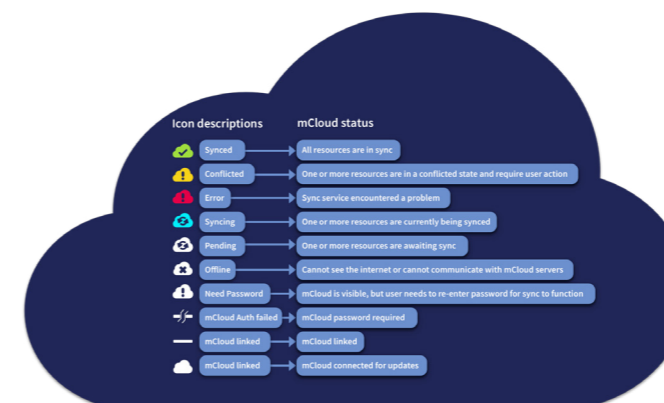 Icon descriptions mCloud status
Synced All resources are in sync
Conflicted One or more resources are in a conflicted state and require user action
Error Sync service encountered a problem
Syncing One or more resources are currently being synced
Pending One or more resources are awaiting sync
Offline Cannot see the internet or cannot communicate with mCloud servers
Need Password mCloud is visible, but user needs to re-enter password for sync to function
mCloud Auth failed mCloud password required
mCloud linked mCloud linked
mCloud linked mCloud connected for updates